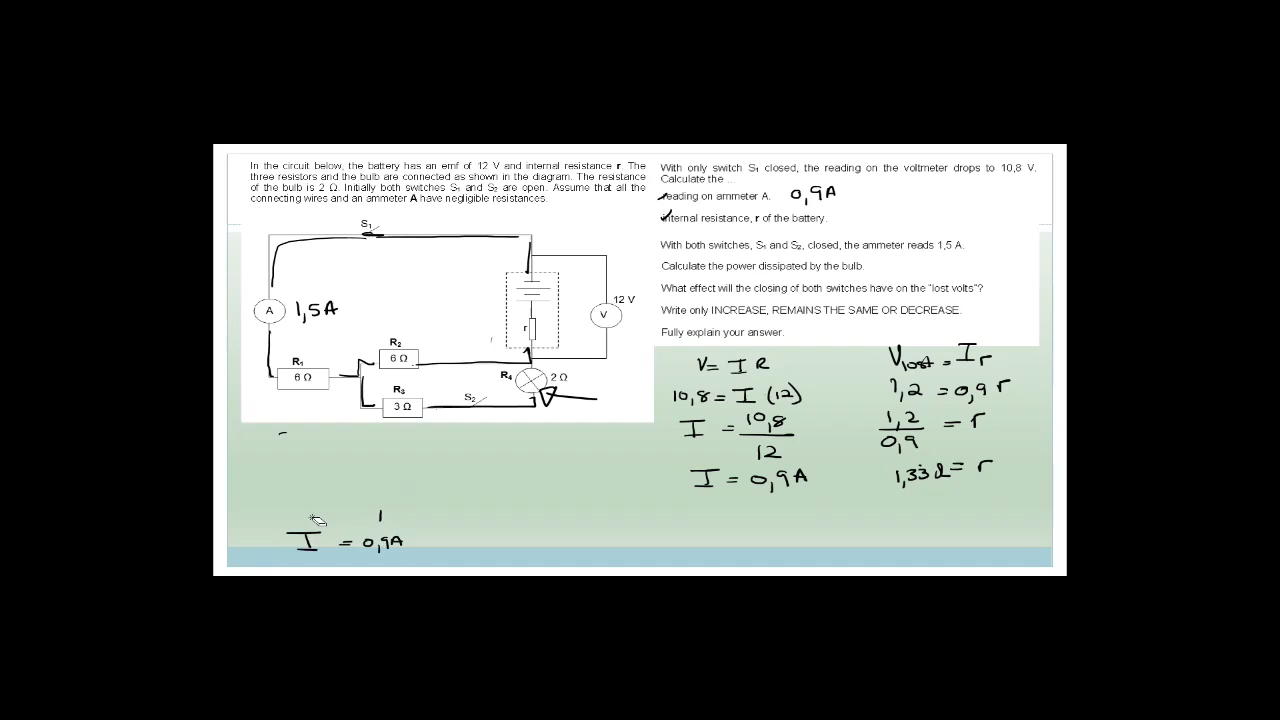 In the circuit below, the battery has an emf of 12 V and internal resistance r. The
three resistors and the bulb are connected as shown in the diagram. The resistance
of the bulb is 2 Ω. Initially both switches S₁ and S₂ are open. Assume that all the
connecting wires and an ammeter A have negligible resistances.
With only switch S₁ closed, the reading on the voltmeter drops to 10,8 V.
Calculate the ...
reading on ammeter A. 0,9A
internal resistance, r of the battery.
With both switches, S₁ and S₂, closed, the ammeter reads 1,5 A.
Calculate the power dissipated by the bulb.
What effect will the closing of both switches have on the "lost volts"?
Write only INCREASE, REMAINS THE SAME OR DECREASE.
Fully explain your answer.
S₁
12 V
A
1,5A
V
r
R₂
6 Ω
R₁
6 Ω
R₄
2 Ω
R₃
3 Ω
S₂
V = I R
10,8 = I (12)
I = 10,8
12
I = 0,9A
Vlost = Ir
1,2 = 0,9 r
1,2 = r
0,9
1,33Ω = r
1
I = 0,9A